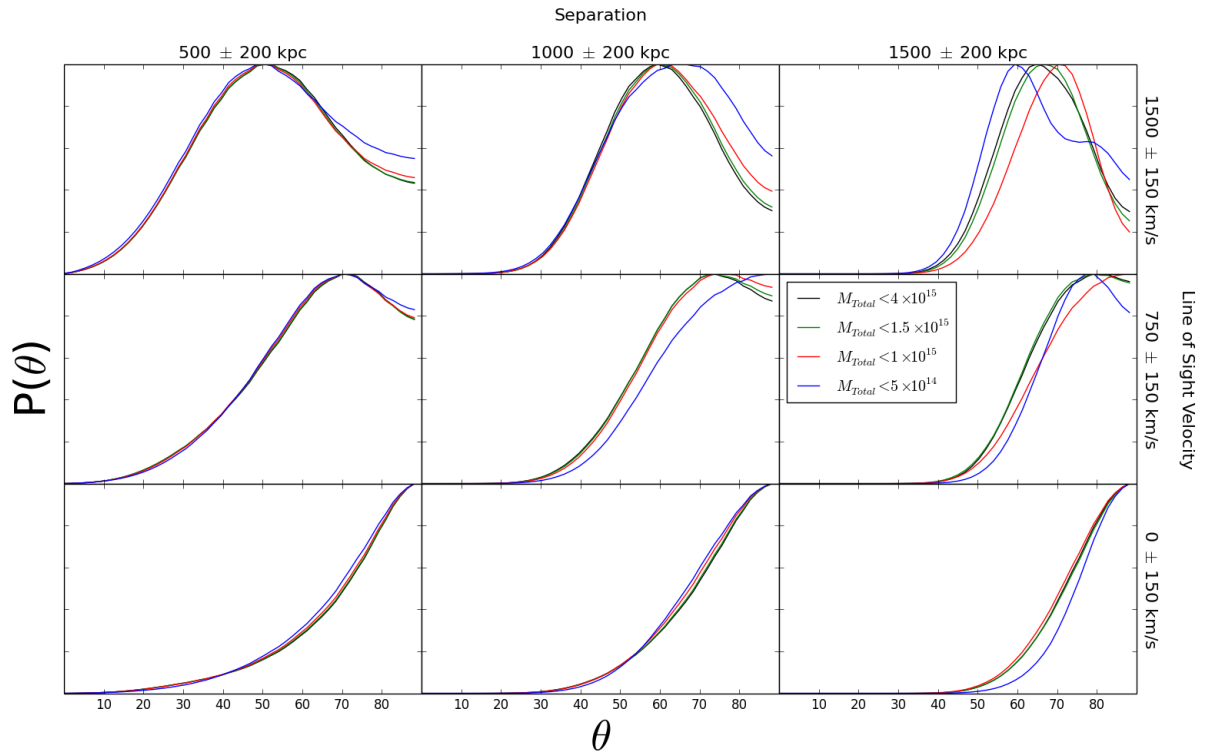 Separation
500 ± 200 kpc 1000 ± 200 kpc 1500 ± 200 kpc
1500 ± 150 km/s
750 ± 150 km/s
0 ± 150 km/s
Line of Sight Velocity
P(θ)
M_Total <4 ×10^15
M_Total <1.5 ×10^15
M_Total <1 ×10^15
M_Total <5 ×10^14
10 20 30 40 50 60 70 80 10 20 30 40 50 60 70 80 10 20 30 40 50 60 70 80
θ